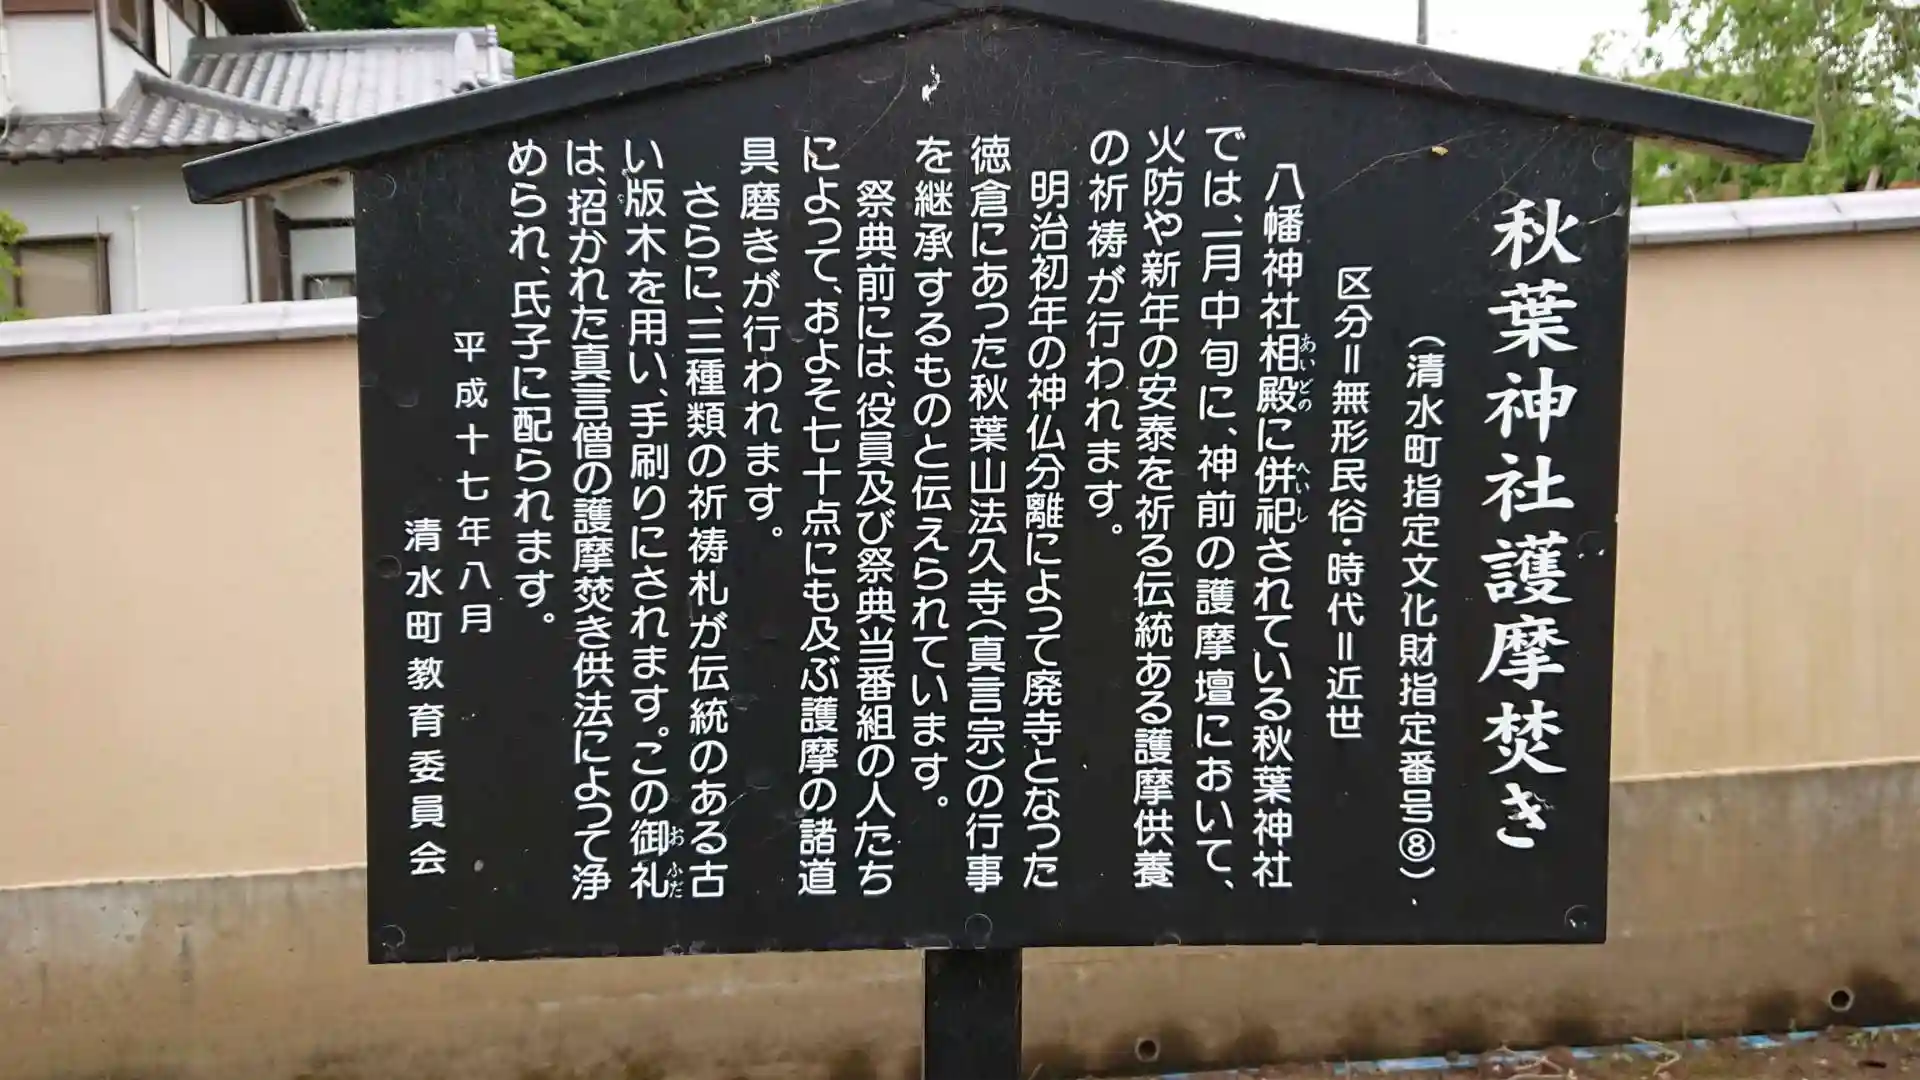 秋葉神社護摩焚き
(清水町指定文化財指定番号⑧)
区分=無形民俗・時代=近世
八幡神社相殿に併祀されている秋葉神社
あいどの
へいし
では、一月中旬に、神前の護摩壇において、
火防や新年の安泰を祈る伝統ある護摩供養
の祈祷が行われます。
明治初年の神仏分離によつて廃寺となった
徳倉にあった秋葉山法久寺(真言宗)の行事
を継承するものと伝えられています。
祭典前には、役員及び祭典当番組の人たち
によって、およそ七十点にも及ぶ護摩の諸道
具磨きが行われます。
さらに、三種類の祈祷札が伝統のある古
い版木を用い、手刷りにされます。この御札
おふだ
は、招かれた真言僧の護摩焚き供法によって浄
められ、氏子に配られます。
平成十七年八月
清水町教育委員会